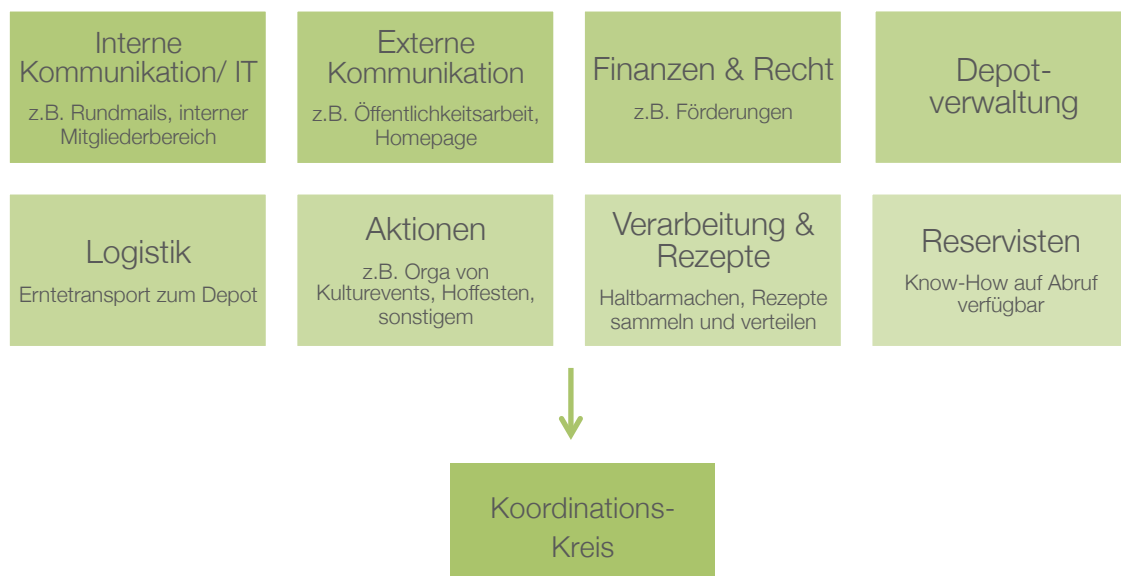 Interne
Kommunikation/ IT
z.B. Rundmails, interner
Mitgliederbereich
Externe
Kommunikation
z.B. Öffentlichkeitsarbeit,
Homepage
Finanzen & Recht
z.B. Förderungen
Depot-
verwaltung
Logistik
Erntetransport zum Depot
Aktionen
z.B. Orga von
Kulturevents, Hoffesten,
sonstigem
Verarbeitung &
Rezepte
Haltbarmachen, Rezepte
sammeln und verteilen
Reservisten
Know-How auf Abruf
verfügbar
Koordinations-
Kreis